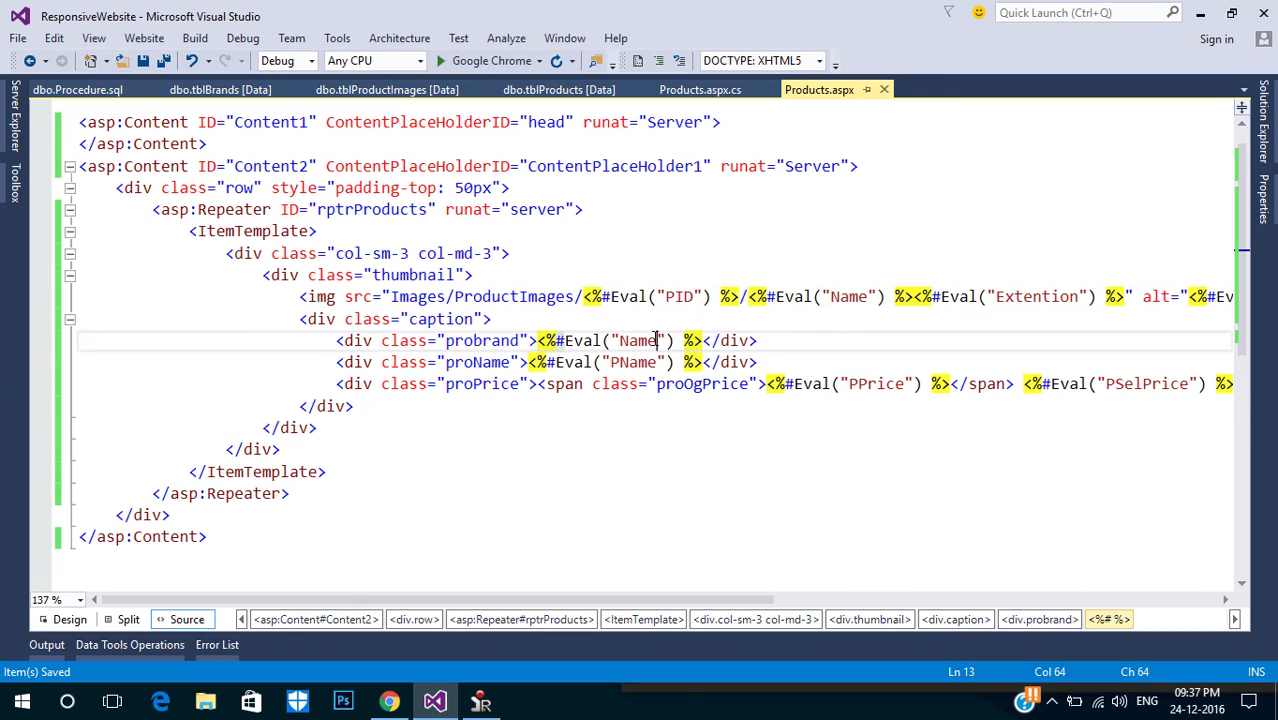 ResponsiveWebsite - Microsoft Visual Studio
Quick Launch (Ctrl+Q)
File Edit View Website Build Debug Team Tools Architecture Test Analyze Window Help
Sign in
Debug Any CPU Google Chrome DOCTYPE: XHTML5
dbo.Procedure.sql dbo.tblBrands [Data] dbo.tblProductImages [Data] dbo.tblProducts [Data] Products.aspx.cs Products.aspx
Server Explorer
Toolbox
Solution Explorer
Properties
<asp:Content ID="Content1" ContentPlaceHolderID="head" runat="Server">
</asp:Content>
<asp:Content ID="Content2" ContentPlaceHolderID="ContentPlaceHolder1" runat="Server">
<div class="row" style="padding-top: 50px">
<asp:Repeater ID="rptrProducts" runat="server">
<ItemTemplate>
<div class="col-sm-3 col-md-3">
<div class="thumbnail">
<img src="Images/ProductImages/<%#Eval("PID") %>/<%#Eval("Name") %><%#Eval("Extention") %>" alt="<%#Ev
<div class="caption">
<div class="probrand"><%#Eval("Name") %></div>
<div class="proName"><%#Eval("PName") %></div>
<div class="proPrice"><span class="proOgPrice"><%#Eval("PPrice") %></span> <%#Eval("PSelPrice") %>
</div>
</div>
</div>
</ItemTemplate>
</asp:Repeater>
</div>
</asp:Content>
137 %
Design Split Source <asp:Content#Content2> <div.row> <asp:Repeater#rptrProducts> <ItemTemplate> <div.col-sm-3 col-md-3> <div.thumbnail> <div.caption> <div.probrand> <%# %>
Output Data Tools Operations Error List
Item(s) Saved Ln 13 Col 64 Ch 64 INS
ENG
09:37 PM
24-12-2016